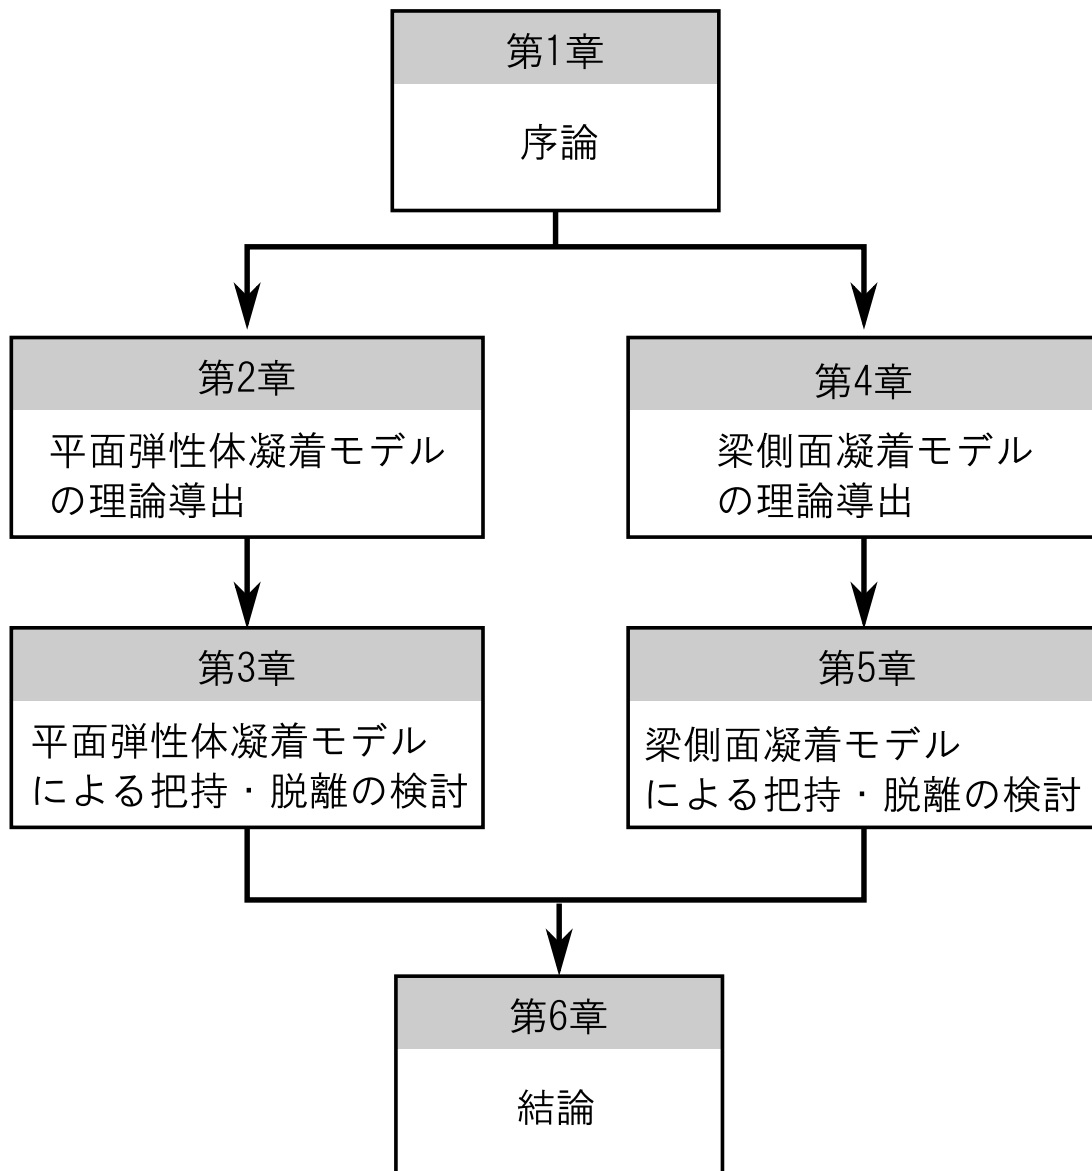 第1章
序論
第2章
平面弾性体凝着モデル
の理論導出
第4章
梁側面凝着モデル
の理論導出
第3章
平面弾性体凝着モデル
による把持・脱離の検討
第5章
梁側面凝着モデル
による把持・脱離の検討
第6章
結論